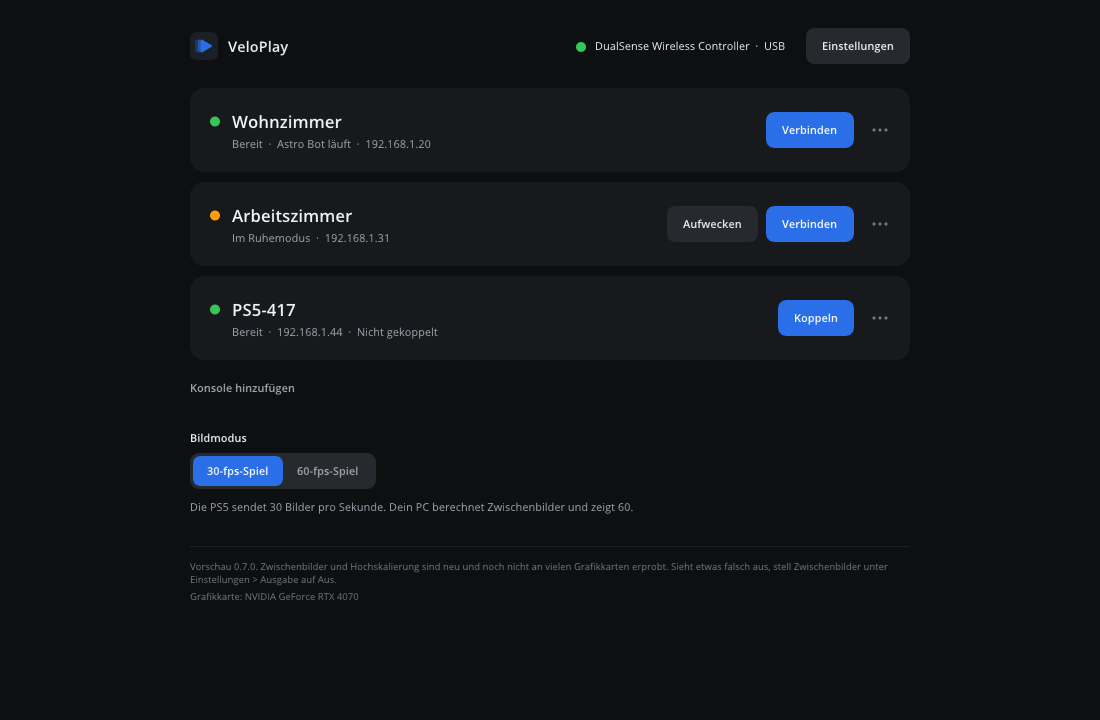 VeloPlay
DualSense Wireless Controller · USB
Einstellungen
Wohnzimmer
Bereit · Astro Bot läuft · 192.168.1.20
Verbinden
Arbeitszimmer
Im Ruhemodus · 192.168.1.31
Aufwecken
Verbinden
PS5-417
Bereit · 192.168.1.44 · Nicht gekoppelt
Koppeln
Konsole hinzufügen
Bildmodus
30-fps-Spiel
60-fps-Spiel
Die PS5 sendet 30 Bilder pro Sekunde. Dein PC berechnet Zwischenbilder und zeigt 60.
Vorschau 0.7.0. Zwischenbilder und Hochskalierung sind neu und noch nicht an vielen Grafikkarten erprobt. Sieht etwas falsch aus, stell Zwischenbilder unter
Einstellungen > Ausgabe auf Aus.
Grafikkarte: NVIDIA GeForce RTX 4070